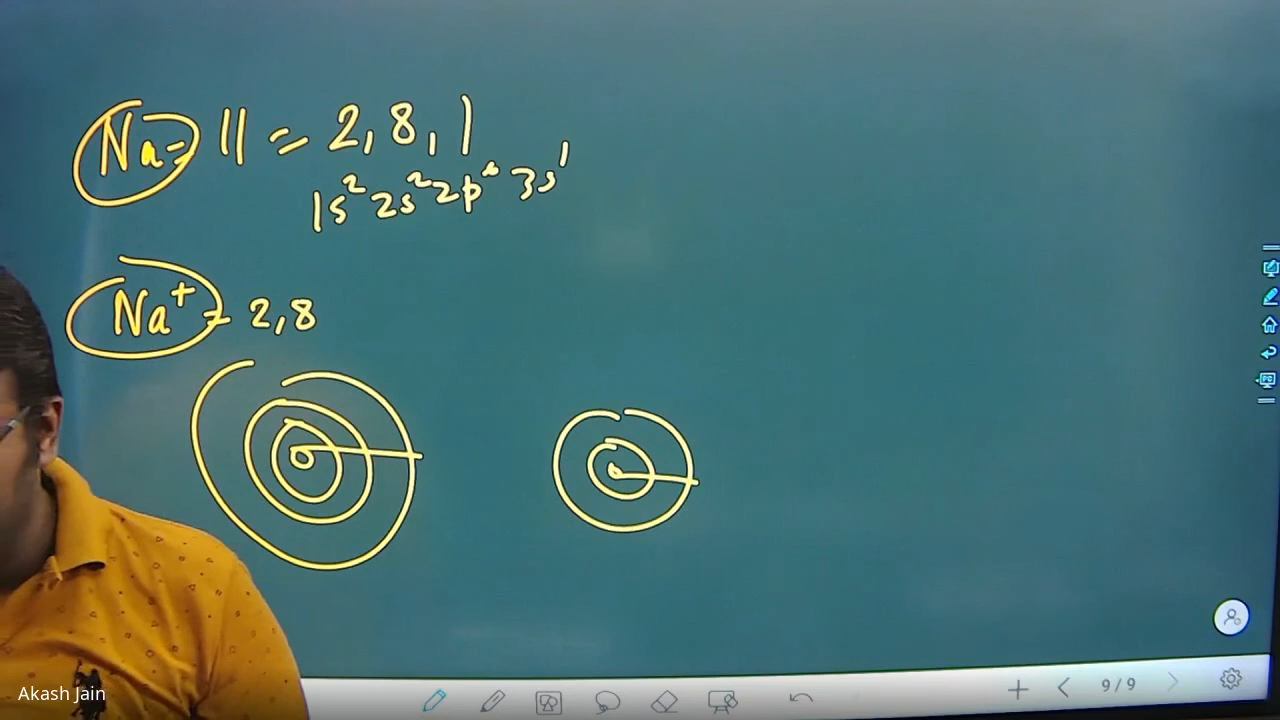 Na = 11 = 2,8,1
1s² 2s² 2p⁶ 3s¹
Na⁺ = 2,8
Akash Jain
9/9